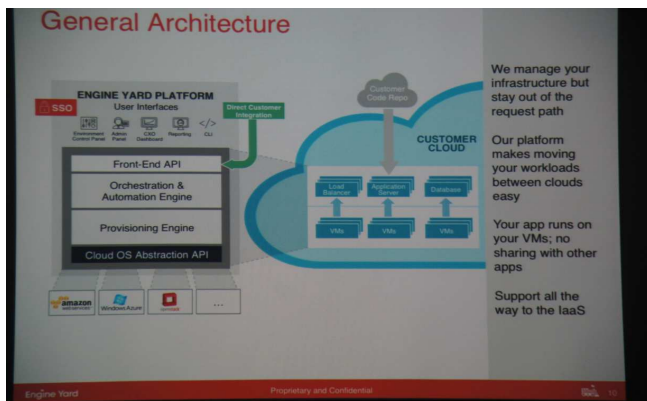 General Architecture
SSO
ENGINE YARD PLATFORM
User Interfaces
Environment
Control Panel
Admin
Panel
CXO
Dashboard
Reporting
</>
CLI
Direct Customer
Integration
Front-End API
Orchestration &
Automation Engine
Provisioning Engine
Cloud OS Abstraction API
amazon
web services
Windows Azure
...
Customer
Code Repo
CUSTOMER
CLOUD
Load
Balancer
Application
Server
Database
VMs
VMs
VMs
We manage your
infrastructure but
stay out of the
request path
Our platform
makes moving
your workloads
between clouds
easy
Your app runs on
your VMs; no
sharing with other
apps
Support all the
way to the IaaS
Engine Yard
Proprietary and Confidential
10